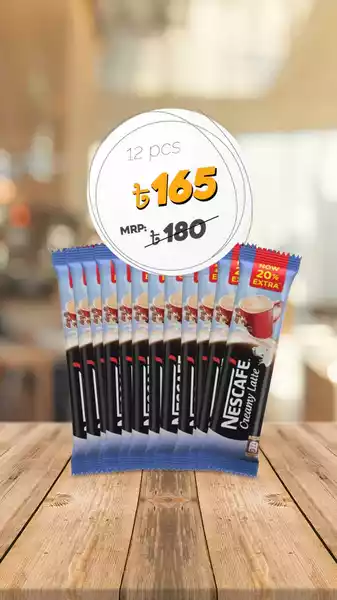 12 pcs
৳165
MRP: ৳180
NOW
20%
EXTRA
NESCAFE
Creamy Latte